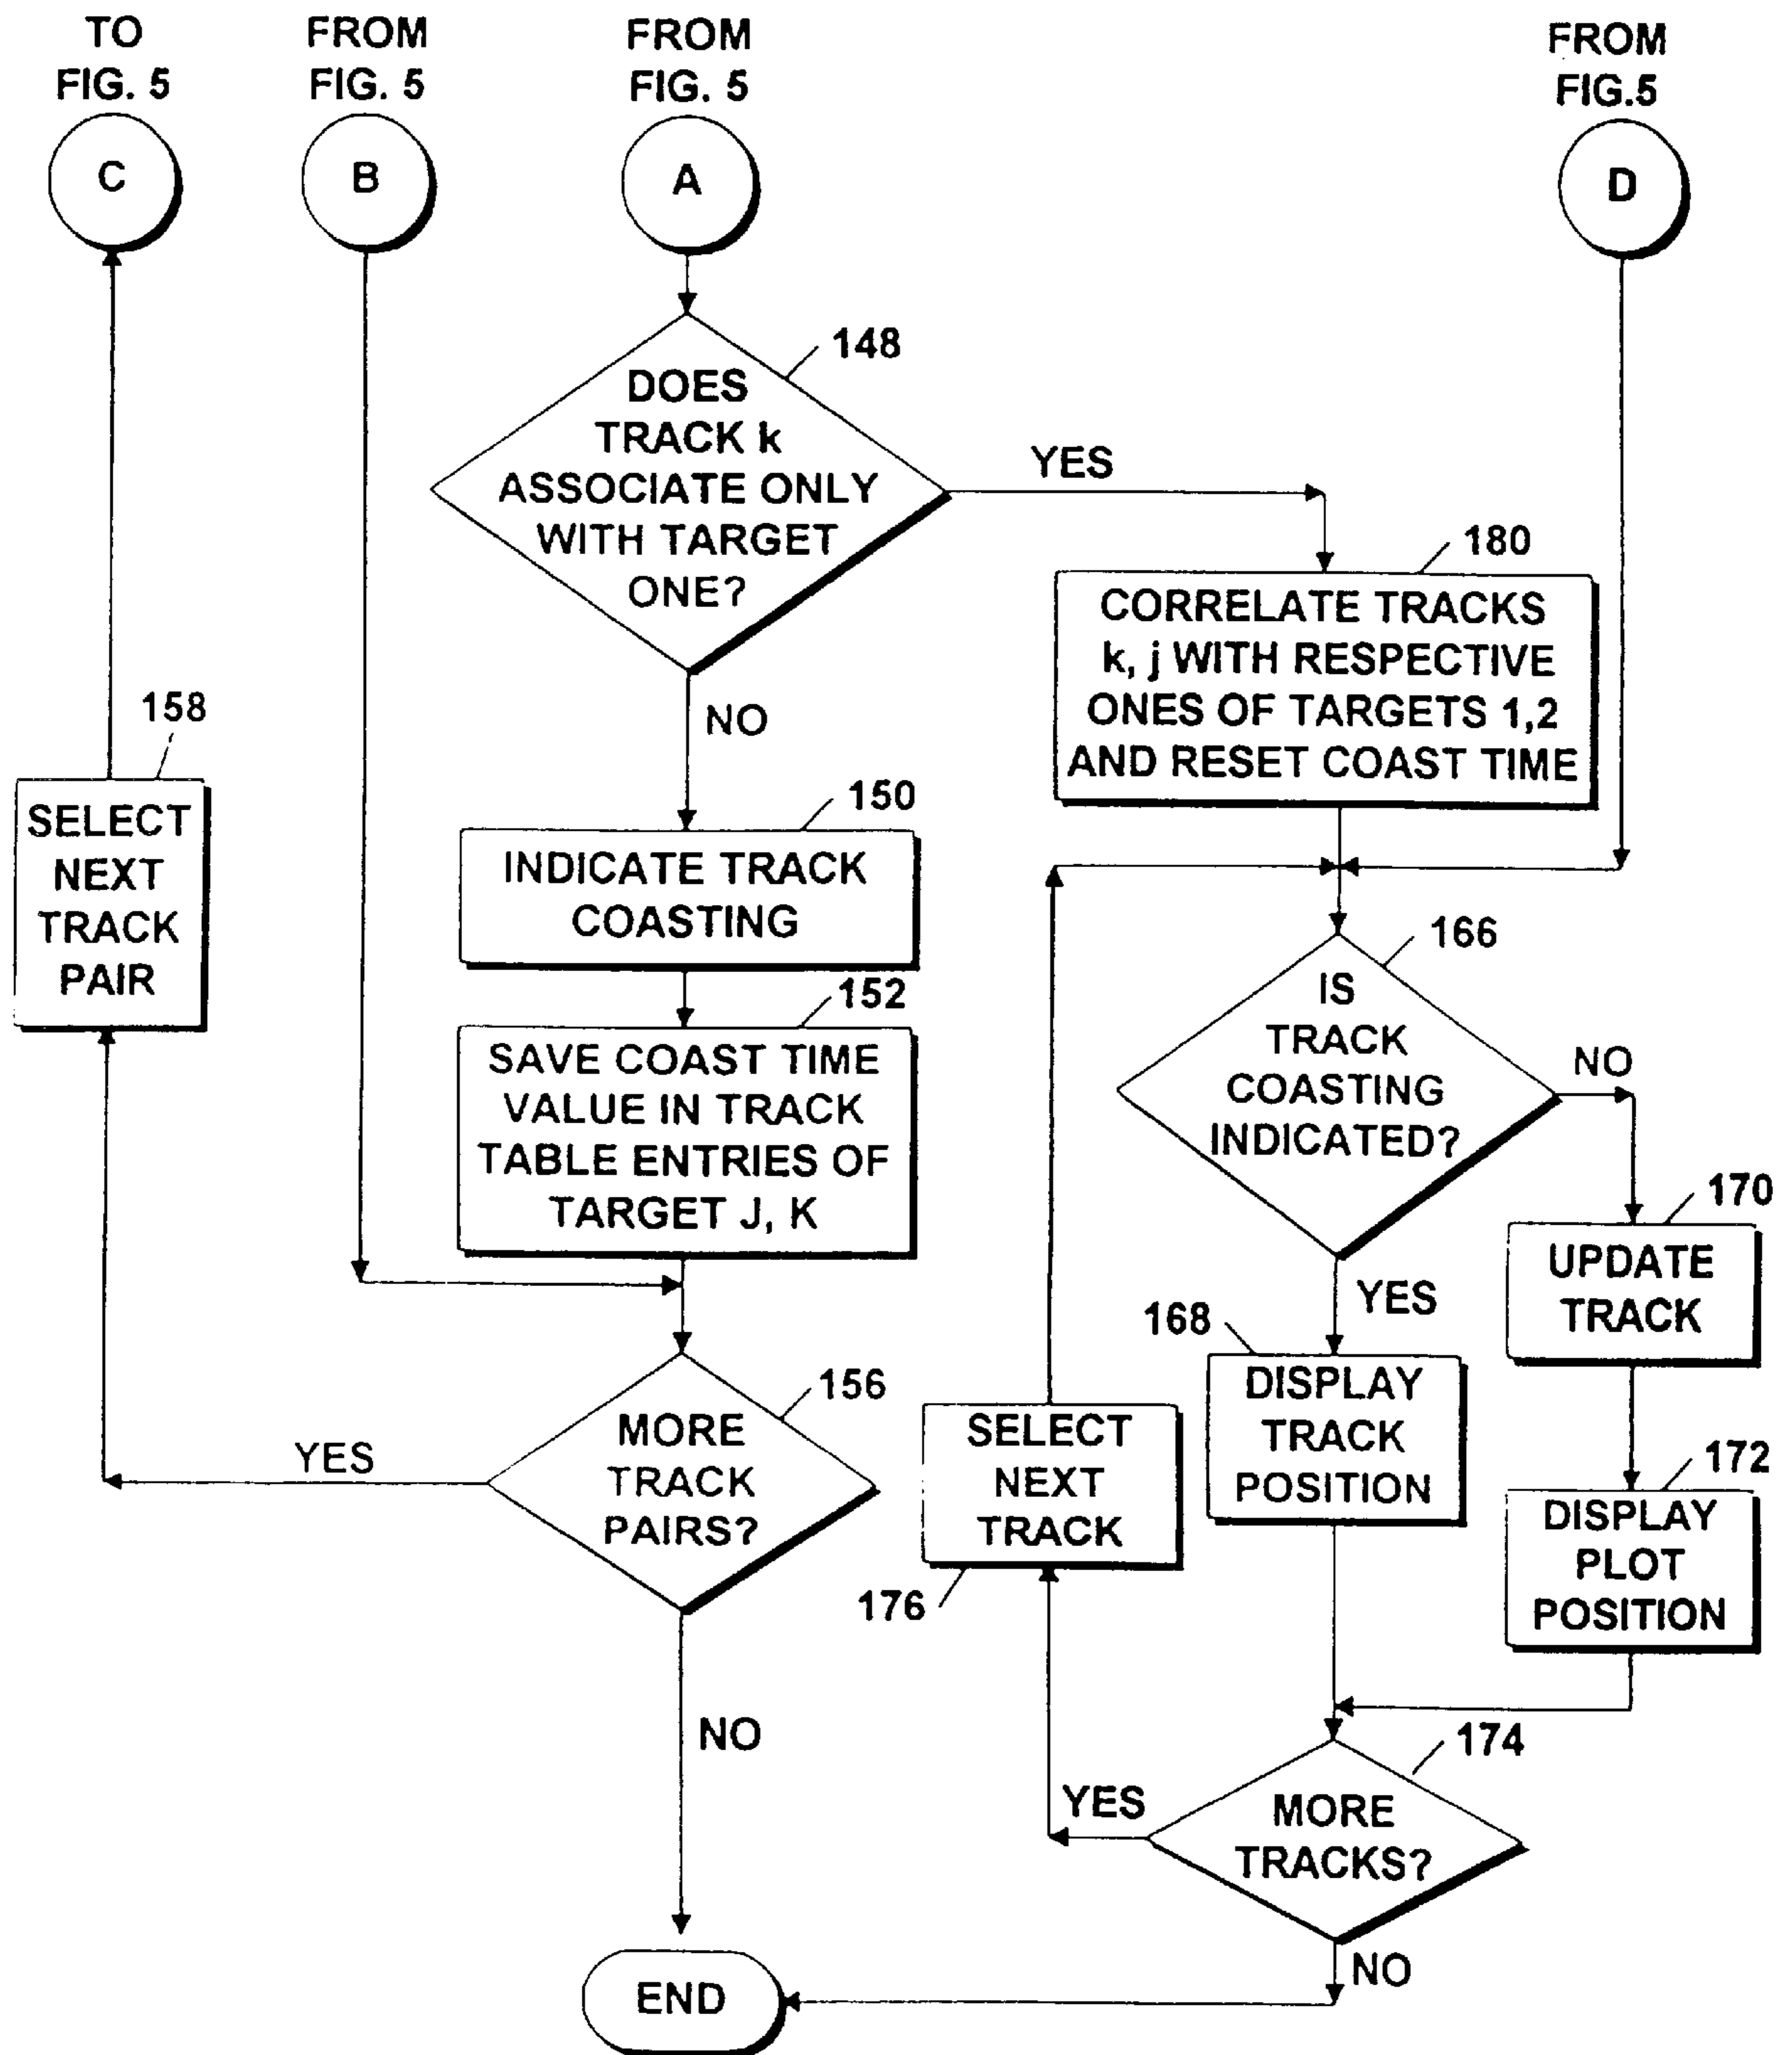 TO
FIG. 5
FROM
FIG. 5
FROM
FIG. 5
FROM
FIG.5
C
B
A
D
148
DOES
TRACK k
ASSOCIATE ONLY
WITH TARGET
ONE?
YES
NO
180
CORRELATE TRACKS
k, j WITH RESPECTIVE
ONES OF TARGETS 1,2
AND RESET COAST TIME
158
SELECT
NEXT
TRACK
PAIR
150
INDICATE TRACK
COASTING
152
SAVE COAST TIME
VALUE IN TRACK
TABLE ENTRIES OF
TARGET J, K
166
IS
TRACK
COASTING
INDICATED?
NO
YES
170
UPDATE
TRACK
168
DISPLAY
TRACK
POSITION
156
MORE
TRACK
PAIRS?
YES
NO
SELECT
NEXT
TRACK
176
172
DISPLAY
PLOT
POSITION
174
MORE
TRACKS?
YES
NO
END